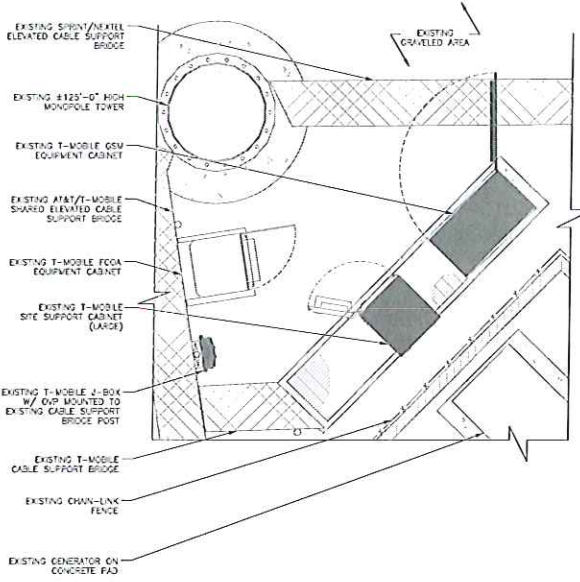 EXISTING SPRINT/NEXTEL
ELEVATED CABLE SUPPORT
BRIDGE
EXISTING
GRAVELED AREA
EXISTING ±125'-0" HIGH
MONOPOLE TOWER
EXISTING T-MOBILE GSM
EQUIPMENT CABINET
EXISTING AT&T/T-MOBILE
SHARED ELEVATED CABLE
SUPPORT BRIDGE
EXISTING T-MOBILE FCOA
EQUIPMENT CABINET
EXISTING T-MOBILE
SITE SUPPORT CABINET
(LARGE)
EXISTING T-MOBILE J-BOX
W/ OVP MOUNTED TO
EXISTING CABLE SUPPORT
BRIDGE POST
EXISTING T-MOBILE
CABLE SUPPORT BRIDGE
EXISTING CHAIN-LINK
FENCE
EXISTING GENERATOR ON
CONCRETE PAD